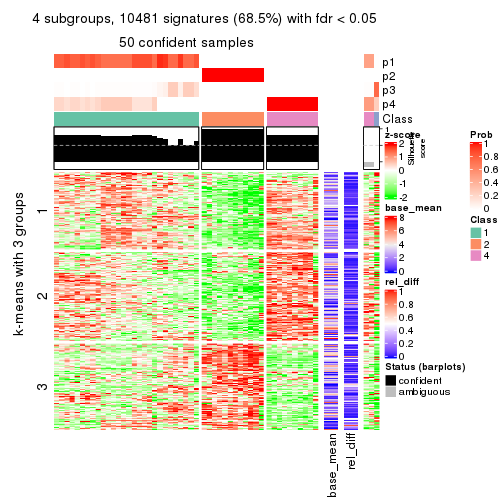 4 subgroups, 10481 signatures (68.5%) with fdr < 0.05
50 confident samples
p1
p2
p3
p4
Class
1
0
Silhouette
score
k-means with 3 groups
1
2
3
base_mean
rel_diff
z-score
2
1
0
-1
-2
base_mean
8
6
4
2
0
rel_diff
1
0.8
0.6
0.4
0.2
0
Status (barplots)
confident
ambiguous
Prob
1
0.8
0.6
0.4
0.2
0
Class
1
2
4